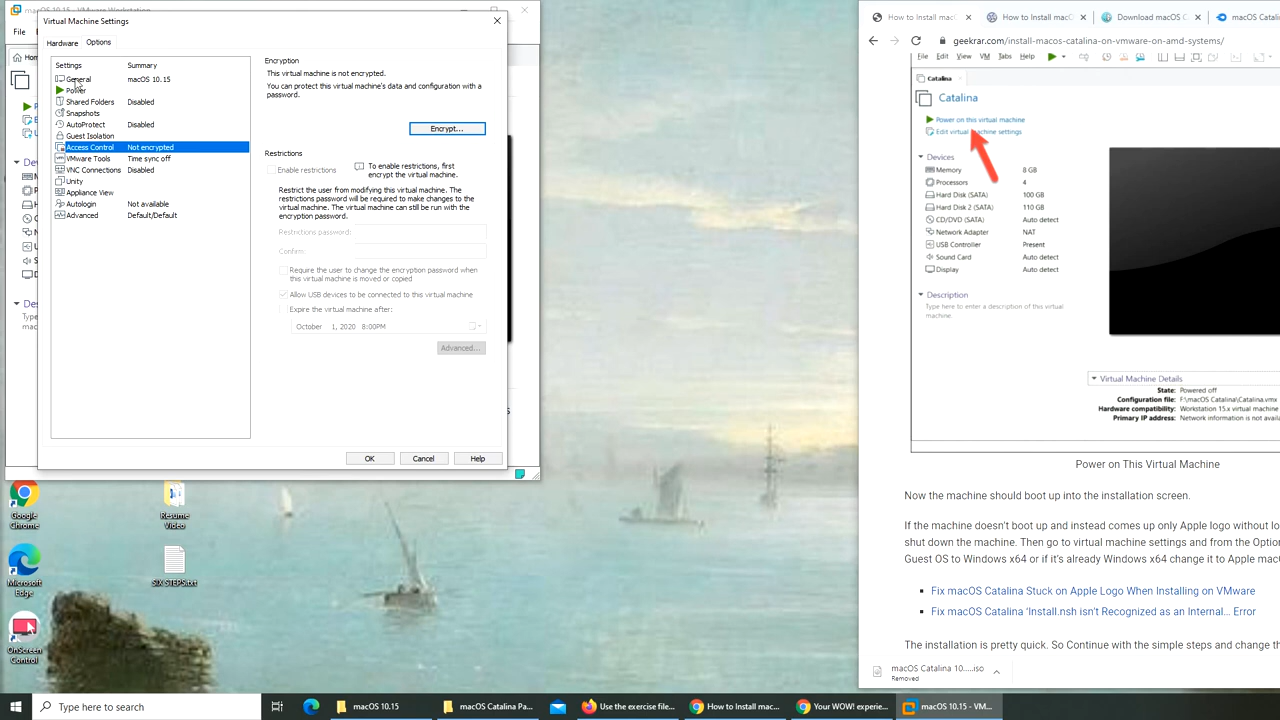 macOS 10.15 - VMware Workstation
Virtual Machine Settings
File
Hardware
Options
Settings
Summary
General
macOS 10.15
Power
Shared Folders
Disabled
Snapshots
AutoProtect
Disabled
Guest Isolation
Access Control
Not encrypted
VMware Tools
Time sync off
VNC Connections
Disabled
Unity
Appliance View
Autologin
Not available
Advanced
Default/Default
Encryption
This virtual machine is not encrypted.
You can protect this virtual machine's data and configuration with a
password.
Encrypt...
Restrictions
Enable restrictions
To enable restrictions, first
encrypt the virtual machine.
Restrict the user from modifying this virtual machine. The
restrictions password will be required to make changes to the
virtual machine. The virtual machine can still be run with the
encryption password.
Restrictions password:
Confirm:
Require the user to change the encryption password when
this virtual machine is moved or copied
Allow USB devices to be connected to this virtual machine
Expire the virtual machine after:
October 1, 2020 8:00PM
Advanced...
OK
Cancel
Help
Google
Chrome
Resume
Video
Microsoft
Edge
SIX STEPS.txt
OnScreen
Control
How to Install mac
How to Install mac
Download macOS C
macOS Catali
geekrar.com/install-macos-catalina-on-vmware-on-amd-systems/
File Edit View VM Tabs Help
Catalina
Catalina
Power on this virtual machine
Edit virtual machine settings
Devices
Memory 8 GB
Processors 4
Hard Disk (SATA) 100 GB
Hard Disk 2 (SATA) 110 GB
CD/DVD (SATA) Auto detect
Network Adapter NAT
USB Controller Present
Sound Card Auto detect
Display Auto detect
Description
Type here to enter a description of this virtual
machine.
Virtual Machine Details
State: Powered off
Configuration file: F:\macOS Catalina\Catalina.vmx
Hardware compatibility: Workstation 15.x virtual machine
Primary IP address: Network information is not availa
Power on This Virtual Machine
Now the machine should boot up into the installation screen.
If the machine doesn't boot up and instead comes up only Apple logo without lo
shut down the machine. Then go to virtual machine settings and from the Option
Guest OS to Windows x64 or if it's already Windows x64 change it to Apple mac
Fix macOS Catalina Stuck on Apple Logo When Installing on VMware
Fix macOS Catalina 'Install.nsh isn't Recognized as an Internal... Error
The installation is pretty quick. So Continue with the simple steps and change th
macOS Catalina 10.....iso
Removed
Type here to search
macOS 10.15
macOS Catalina Pa...
Use the exercise file...
How to Install mac...
Your WOW! experie...
macOS 10.15 - VM...